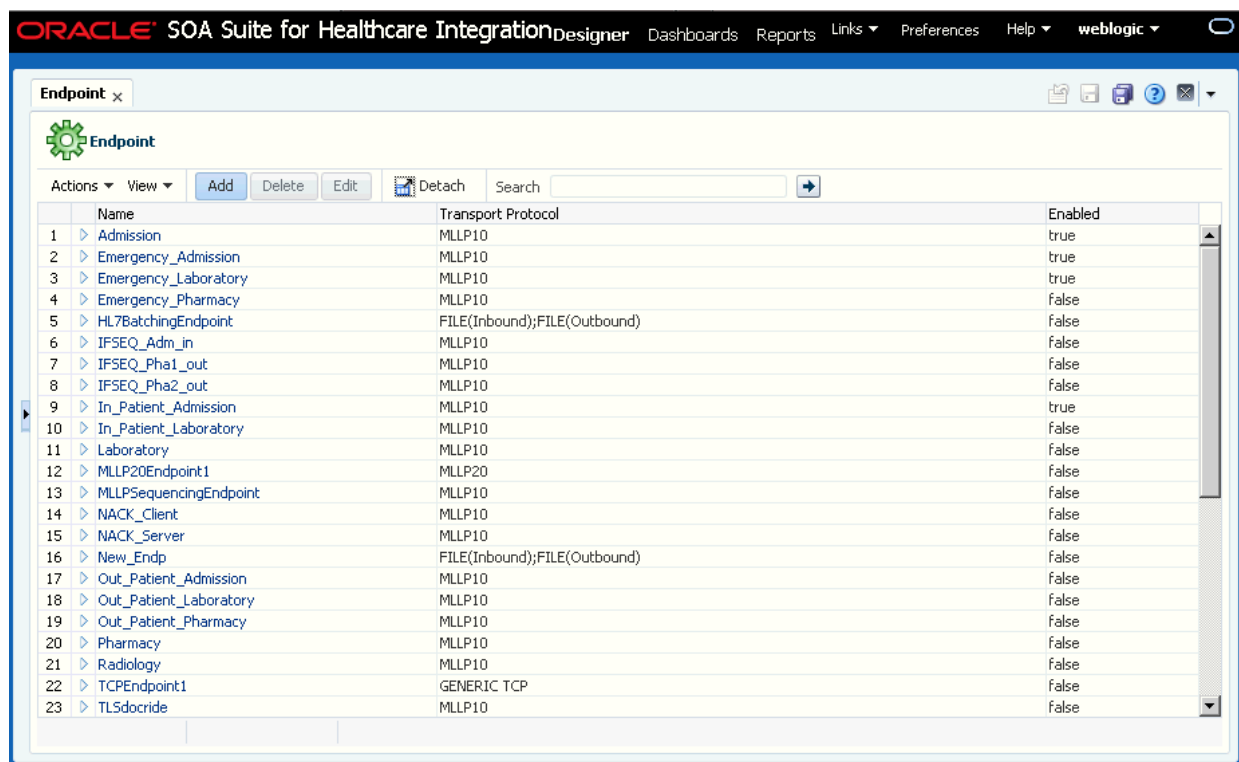 ORACLE SOA Suite for Healthcare Integration Designer Dashboards Reports Links Preferences Help weblogic
Endpoint
Endpoint
Actions View Add Delete Edit Detach Search
Name Transport Protocol Enabled
1 Admission MLLP10 true
2 Emergency_Admission MLLP10 true
3 Emergency_Laboratory MLLP10 true
4 Emergency_Pharmacy MLLP10 false
5 HL7BatchingEndpoint FILE(Inbound);FILE(Outbound) false
6 IFSEQ_Adm_in MLLP10 false
7 IFSEQ_Pha1_out MLLP10 false
8 IFSEQ_Pha2_out MLLP10 false
9 In_Patient_Admission MLLP10 true
10 In_Patient_Laboratory MLLP10 false
11 Laboratory MLLP10 false
12 MLLP20Endpoint1 MLLP20 false
13 MLLPSequencingEndpoint MLLP10 false
14 NACK_Client MLLP10 false
15 NACK_Server MLLP10 false
16 New_Endp FILE(Inbound);FILE(Outbound) false
17 Out_Patient_Admission MLLP10 false
18 Out_Patient_Laboratory MLLP10 false
19 Out_Patient_Pharmacy MLLP10 false
20 Pharmacy MLLP10 false
21 Radiology MLLP10 false
22 TCPEndpoint1 GENERIC TCP false
23 TLSdocride MLLP10 false